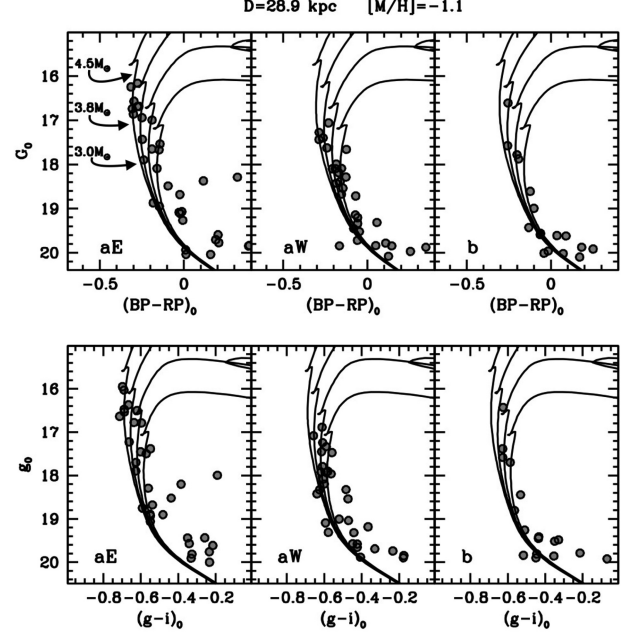 D=28.9 kpc [M/H]=−1.1
16
17
18
19
20
G₀
4.5M☉
3.8M☉
3.0M☉
aE
aW
b
−0.5 0 −0.5 0 −0.5 0
(BP−RP)₀ (BP−RP)₀ (BP−RP)₀
16
17
18
19
20
g₀
aE
aW
b
−0.8 −0.6 −0.4 −0.2 −0.8 −0.6 −0.4 −0.2 −0.8 −0.6 −0.4 −0.2
(g−i)₀ (g−i)₀ (g−i)₀